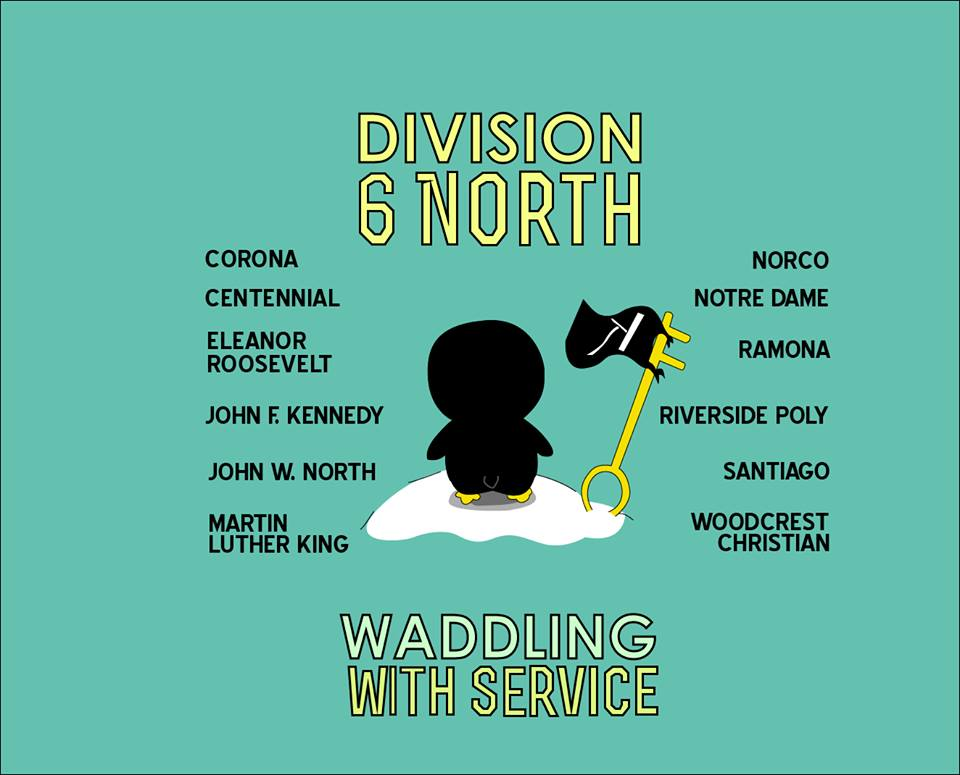 DIVISION
6 NORTH
CORONA
CENTENNIAL
ELEANOR
ROOSEVELT
JOHN F. KENNEDY
JOHN W. NORTH
MARTIN
LUTHER KING
NORCO
NOTRE DAME
RAMONA
RIVERSIDE POLY
SANTIAGO
WOODCREST
CHRISTIAN
WADDLING
WITH SERVICE